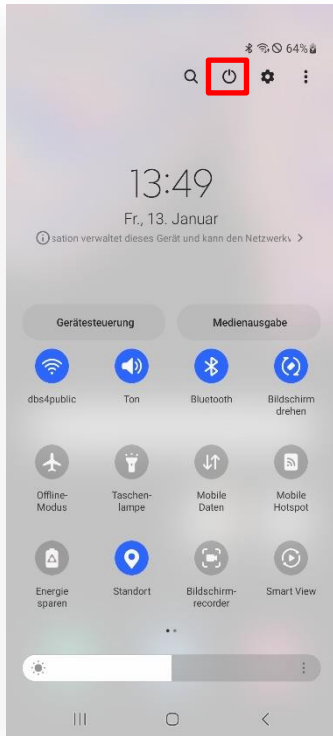 64%
13:49
Fr., 13. Januar
sation verwaltet dieses Gerät und kann den Netzwerkv
Gerätesteuerung
Medienausgabe
dbs4public
Ton
Bluetooth
Bildschirm
drehen
Offline-
Modus
Taschen-
lampe
Mobile
Daten
Mobile
Hotspot
Energie
sparen
Standort
Bildschirm-
recorder
Smart View